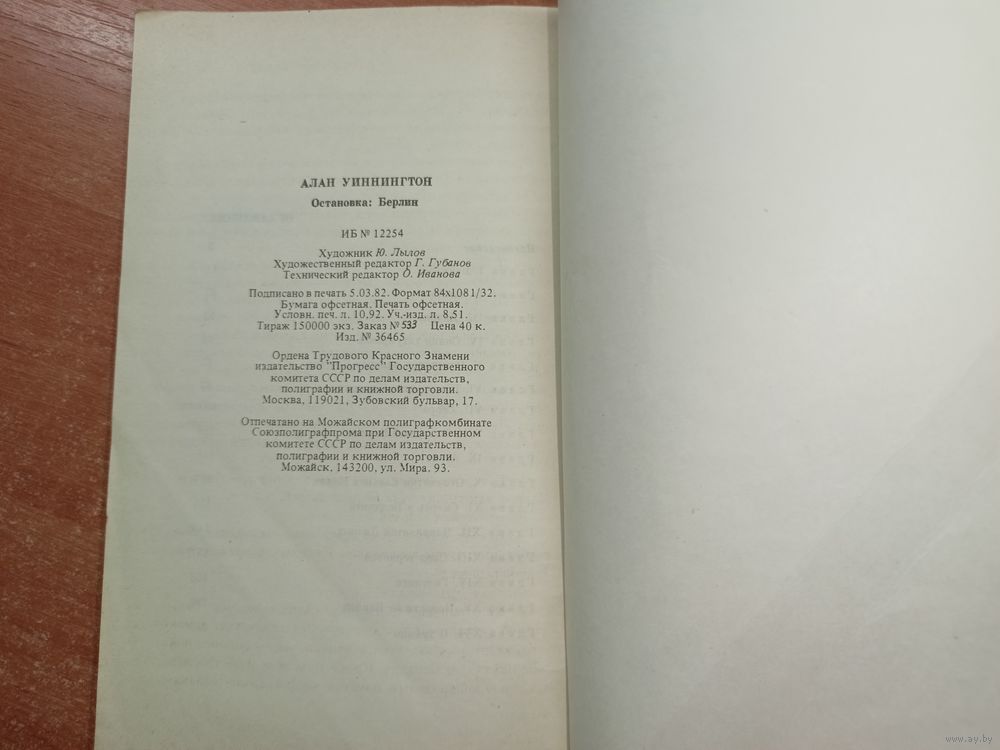 АЛАН УИННИНГТОН
Остановка: Берлин
ИБ № 12254
Художник Ю. Лылов
Художественный редактор Г. Губанов
Технический редактор О. Иванова
Подписано в печать 5.03.82. Формат 84х108 1/32.
Бумага офсетная. Печать офсетная.
Условн. печ. л. 10,92. Уч.-изд. л. 8,51.
Тираж 150000 экз. Заказ № 533 Цена 40 к.
Изд. № 36465
Ордена Трудового Красного Знамени
издательство "Прогресс" Государственного
комитета СССР по делам издательств,
полиграфии и книжной торговли.
Москва, 119021, Зубовский бульвар, 17.
Отпечатано на Можайском полиграфкомбинате
Союзполиграфпрома при Государственном
комитете СССР по делам издательств,
полиграфии и книжной торговли.
Можайск, 143200, ул. Мира, 93.
www.ay.by